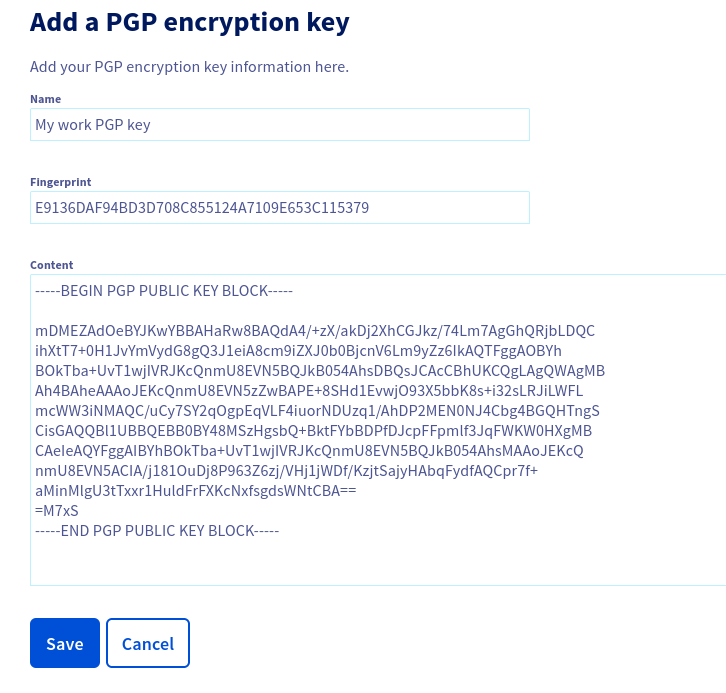 Add a PGP encryption key
Add your PGP encryption key information here.
Name
My work PGP key
Fingerprint
E9136DAF94BD3D708C855124A7109E653C115379
Content
-----BEGIN PGP PUBLIC KEY BLOCK-----
mDMEZAdOeBYJKwYBBAHaRw8BAQdA4/+zX/akDj2XhCGJkz/74Lm7AgGhQRjbLDQC
ihXtT7+0H1JvYmVydG8gQ3J1eiA8cm9iZXJ0b0BjcnV6Lm9yZz6IkAQTFggAOBYh
BOkTba+UvT1wjIVRJKcQnmU8EVN5BQJkB054AhsDBQsJCAcCBhUKCQgLAgQWAgMB
Ah4BAheAAAoJEKcQnmU8EVN5zZwBAPE+8SHd1EvwjO93X5bbK8s+i32sLRJiLWFL
mcWW3iNMAQC/uCy7SY2qOgpEqVLF4iuorNDUzq1/AhDP2MEN0NJ4Cbg4BGQHTngS
CisGAQQBl1UBBQEBB0BY48MSzHgsbQ+BktFYbBDPfDJcpFFpmlf3JqFWKW0HXgMB
CAeIeAQYFggAIBYhBOkTba+UvT1wjIVRJKcQnmU8EVN5BQJkB054AhsMAAoJEKcQ
nmU8EVN5ACIA/j181OuDj8P963Z6zj/VHj1jWDf/KzjtSajyHAbqFydfAQCpr7f+
aMinMlgU3tTxxr1HuldFrFXKcNxfsgdsWNtCBA==
=M7xS
-----END PGP PUBLIC KEY BLOCK-----
Save
Cancel